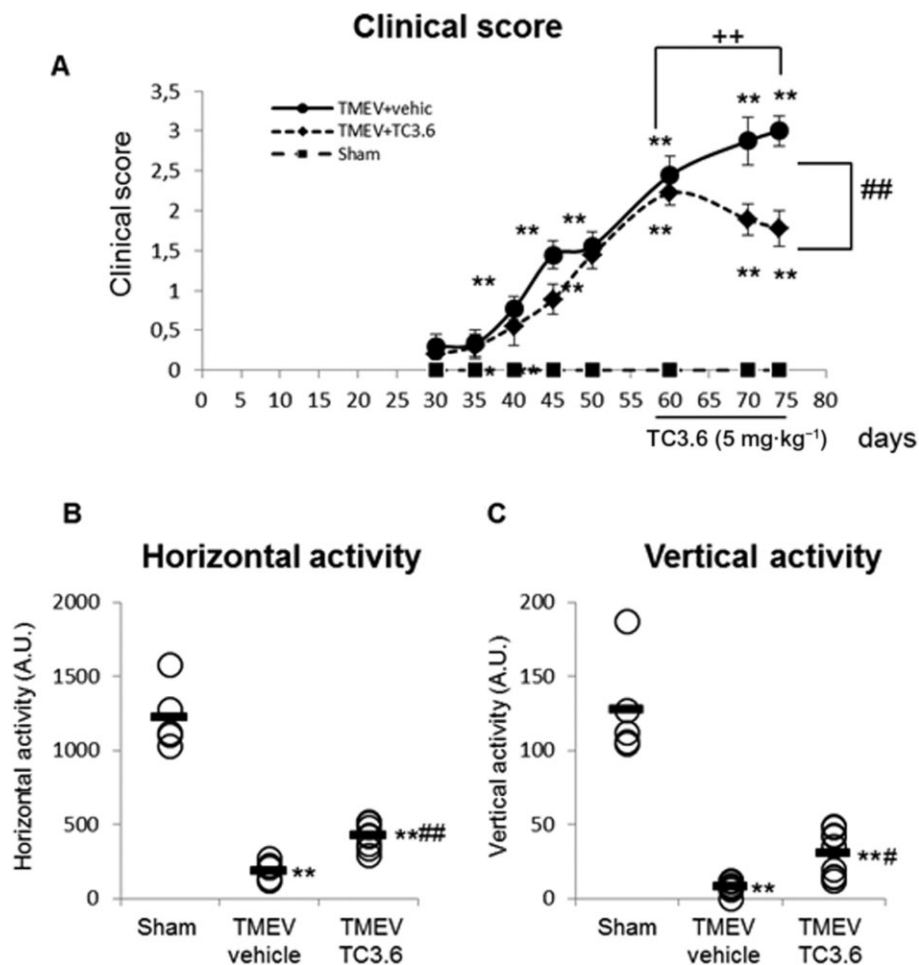 Clinical score
A
++
3,5
3
2,5
2
1,5
1
0,5
0
Clinical score
TMEV+vehic
TMEV+TC3.6
Sham
** ** ** ** ** **
##
** ** ** **
* **
0 5 10 15 20 25 30 35 40 45 50 55 60 65 70 75 80
TC3.6 (5 mg·kg⁻¹) days
B
Horizontal activity
2000
1500
1000
500
0
Horizontal activity (A.U.)
**
**##
Sham TMEV TMEV
vehicle TC3.6
C
Vertical activity
200
150
100
50
0
Vertical activity (A.U.)
**
**#
Sham TMEV TMEV
vehicle TC3.6